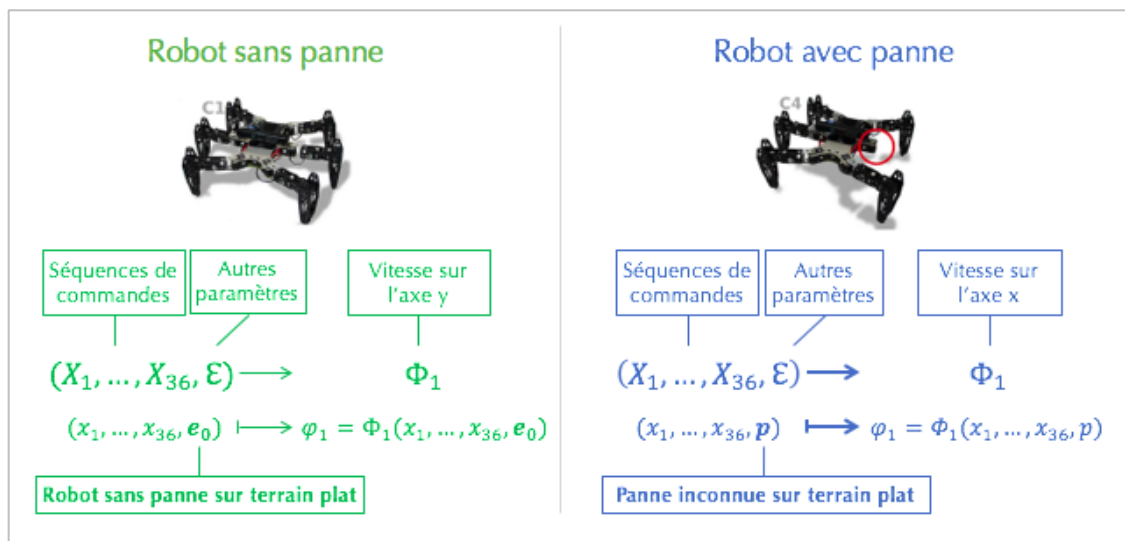 Robot sans panne
C1
Séquences de
commandes
Autres
paramètres
Vitesse sur
l'axe y
(X₁, …, X₃₆, Ɛ) → Φ₁
(x₁, …, x₃₆, e₀) ↦ φ₁ = Φ₁(x₁, …, x₃₆, e₀)
Robot sans panne sur terrain plat
Robot avec panne
C4
Séquences de
commandes
Autres
paramètres
Vitesse sur
l'axe x
(X₁, …, X₃₆, Ɛ) → Φ₁
(x₁, …, x₃₆, p) ↦ φ₁ = Φ₁(x₁, …, x₃₆, p)
Panne inconnue sur terrain plat